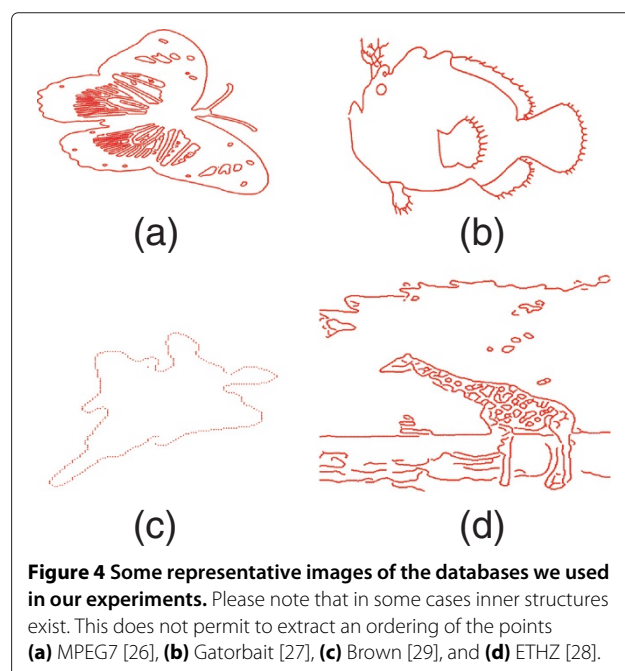 (a)
(b)
(c)
(d)
Figure 4 Some representative images of the databases we used
in our experiments. Please note that in some cases inner structures
exist. This does not permit to extract an ordering of the points
(a) MPEG7 [26], (b) Gatorbait [27], (c) Brown [29], and (d) ETHZ [28].